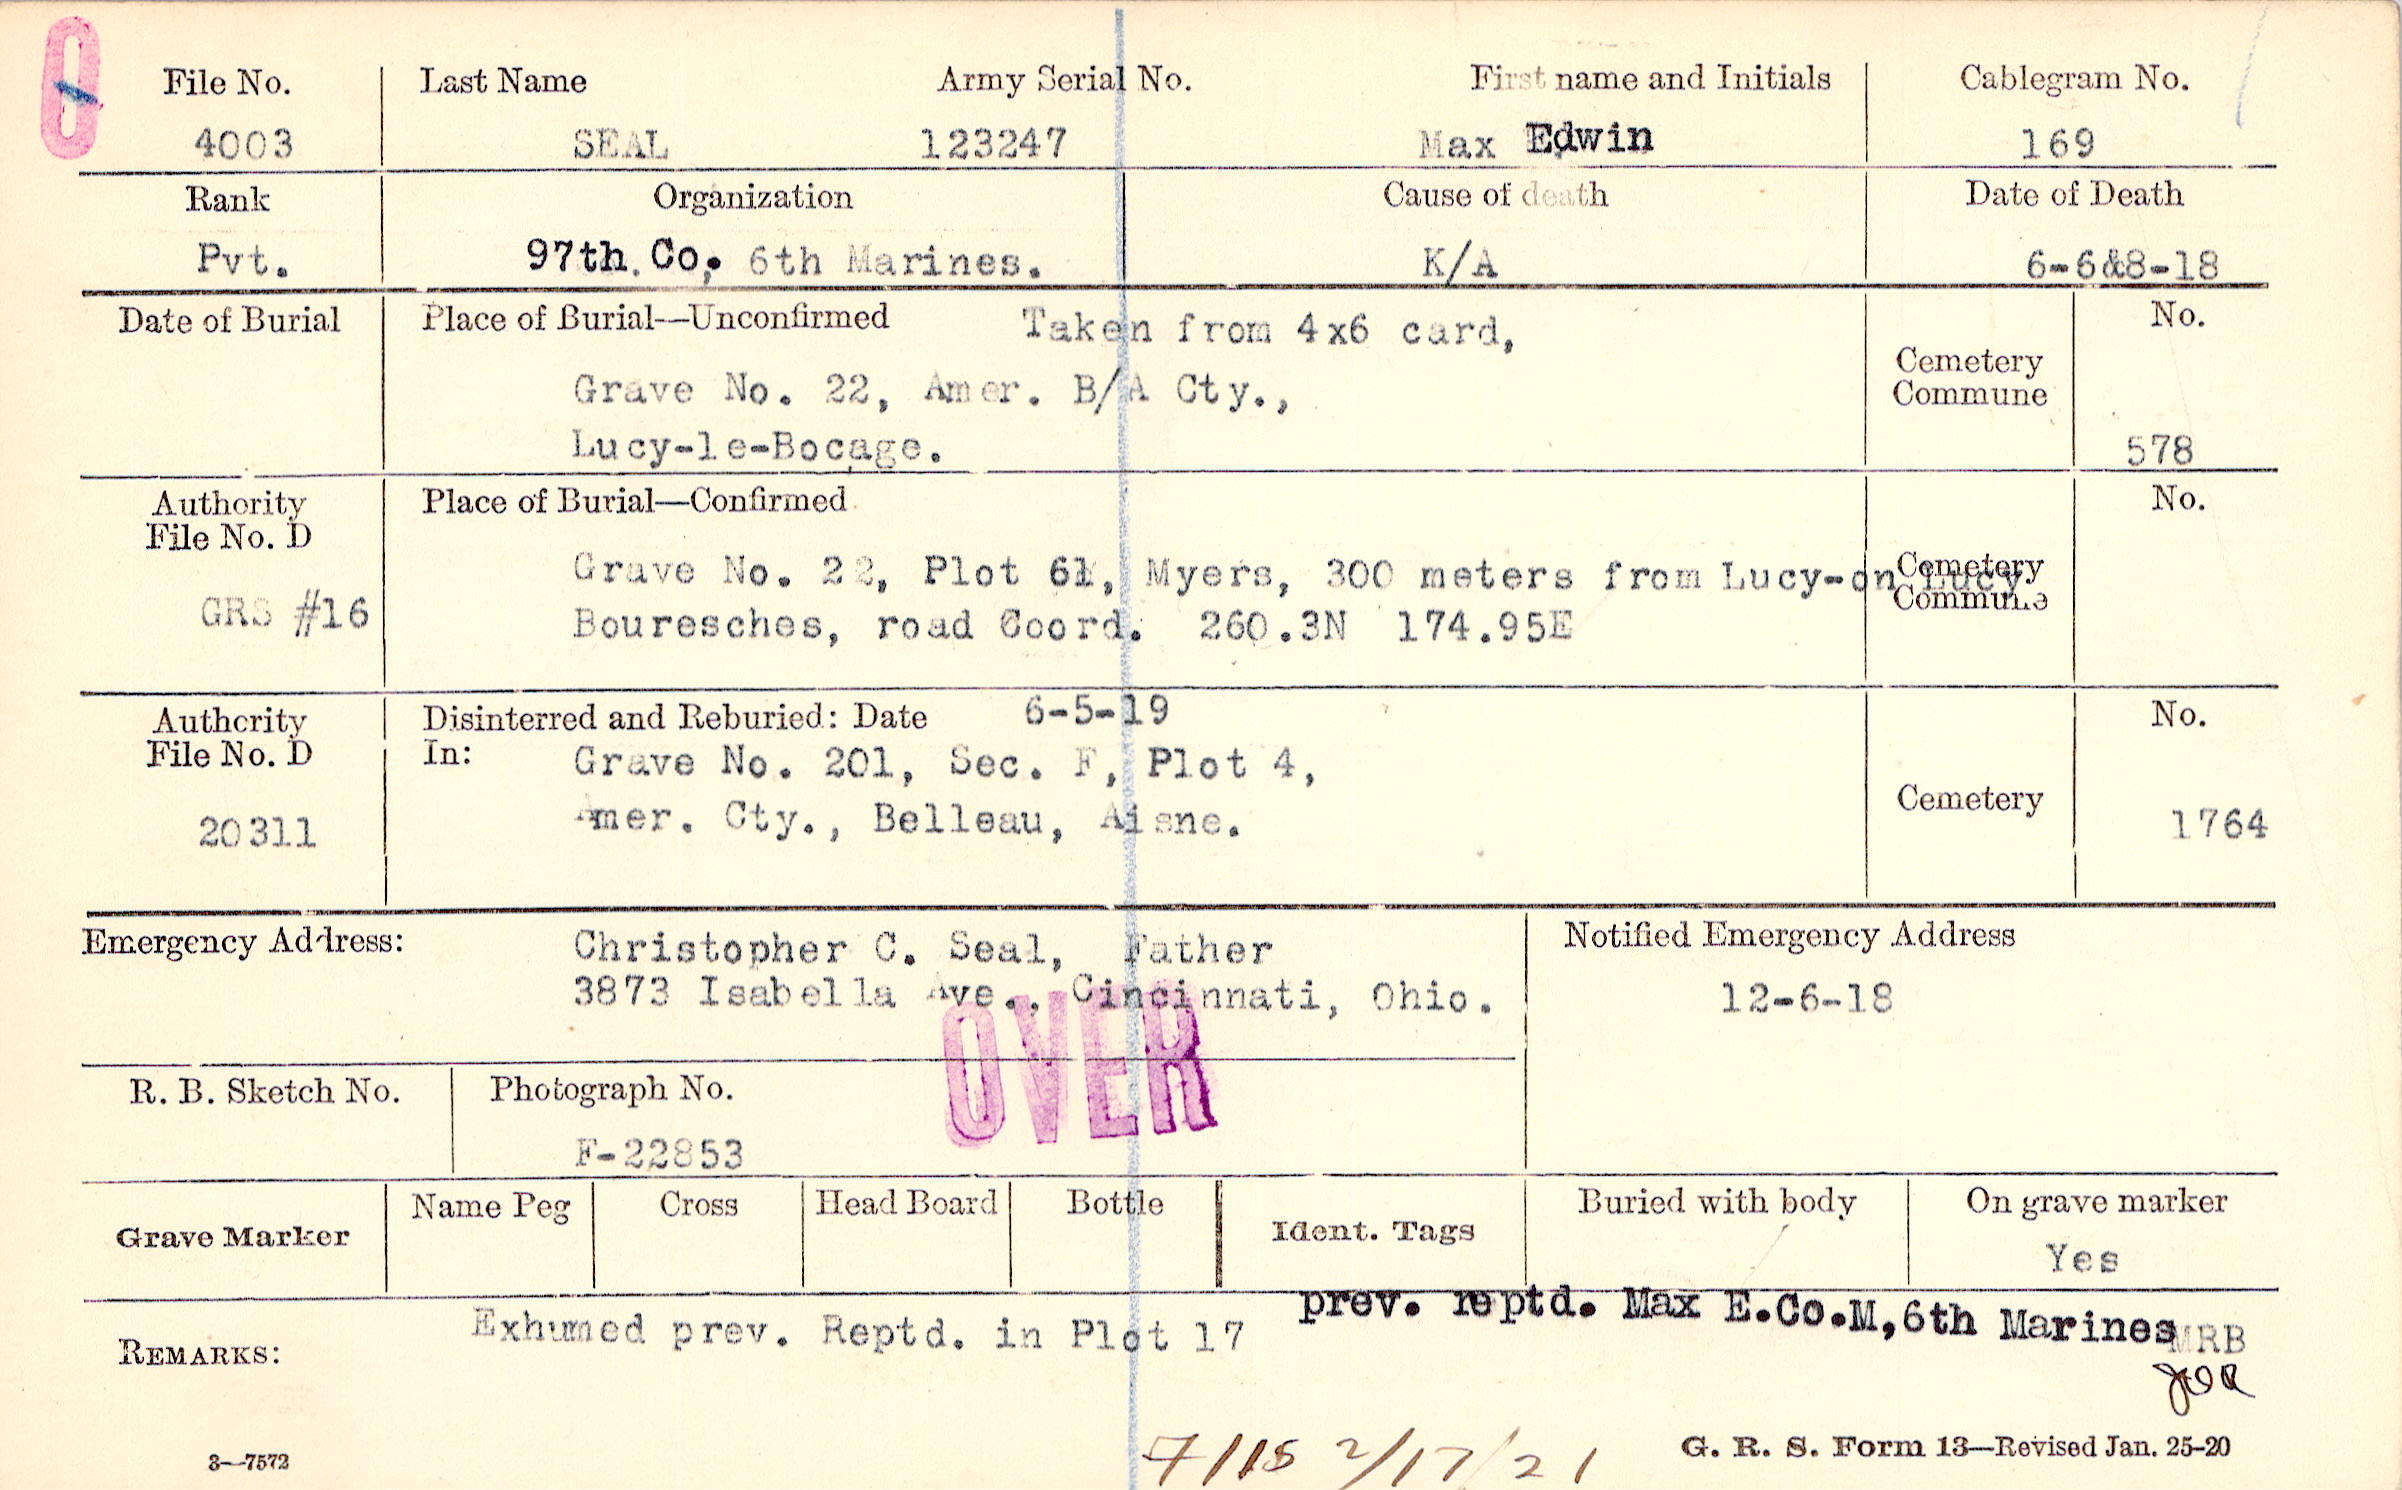 0
File No.
Last Name
Army Serial No.
First name and Initials
Cablegram No.
4003
SEAL
123247
Max Edwin
169
Rank
Organization
Cause of death
Date of Death
Pvt.
97th. Co, 6th Marines.
K/A
6-6&8-18
Date of Burial
Place of Burial—Unconfirmed
Taken from 4x6 card,
No.
Grave No. 22, Amer. B/A Cty.,
Lucy-le-Bocage.
Cemetery
Commune
578
Authority
File No. D
Place of Burial—Confirmed
No.
GRS #16
Grave No. 22, Plot 61, Myers, 300 meters from Lucy-on Lucy
Bouresches, road Coord. 260.3N 174.95E
Cemetery
Commune
Authority
File No. D
Disinterred and Reburied: Date 6-5-19
No.
In: Grave No. 201, Sec. F, Plot 4,
Amer. Cty., Belleau, Aisne.
20311
Cemetery
1764
Emergency Address:
Christopher C. Seal, Father
3873 Isabella Ave., Cincinnati, Ohio.
Notified Emergency Address
12-6-18
OVER
R. B. Sketch No.
Photograph No.
F-22853
Grave Marker
Name Peg
Cross
Head Board
Bottle
Ident. Tags
Buried with body
On grave marker
Yes
REMARKS:
Exhumed prev. Reptd. in Plot 17
prev. reptd. Max E.Co.M,6th Marines
MRB
7/15 2/17/21
3—7572
G. R. S. Form 13—Revised Jan. 25-20